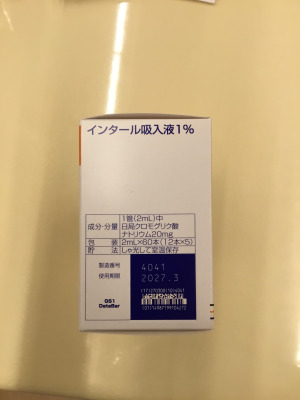 インタール吸入液1%
成分・分量 1管(2mL)中
日局クロモグリク酸
ナトリウム20mg
包 装 2mL×60本(12本×5)
貯 法 しゃ光して室温保存
製造番号 4041
使用期限 2027.3
GS1
DataBar